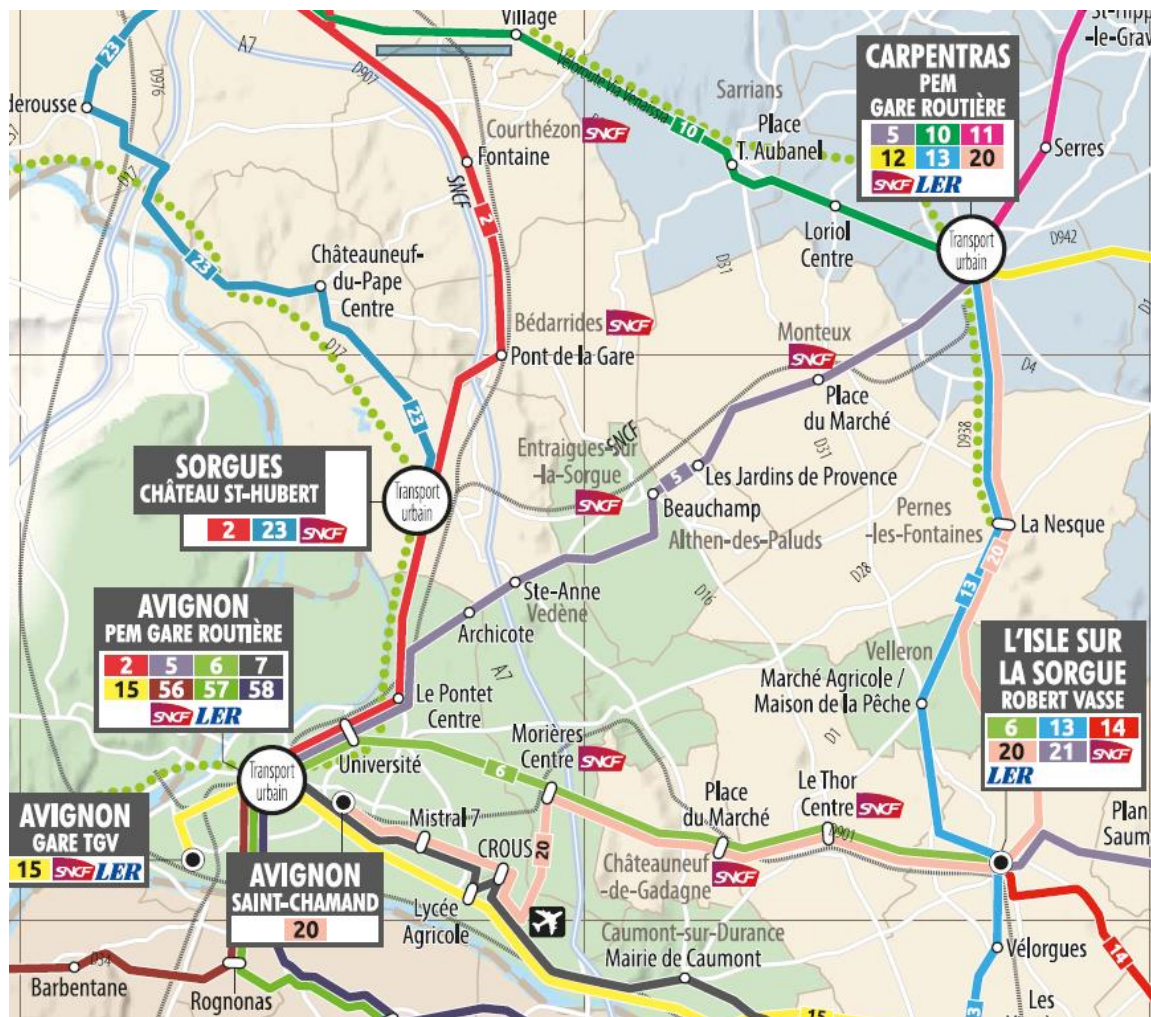 Village
A7
23
D976
D907
derousse
Véloroute Via Venaissia
10
Sarrians
Place
T. Aubanel
Courthézon
SNCF
Fontaine
SNCF
2
CARPENTRAS
PEM
GARE ROUTIÈRE
5 10 11
12 13 20
SNCF LER
-le-Grav
Serres
Loriol
Centre
Transport
urbain
D942
D17
D31
23
Châteauneuf-
du-Pape
Centre
D17
23
Bédarrides SNCF
Pont de la Gare
Monteux
SNCF
Place
du Marché
D4
D31
D938
SORGUES
CHÂTEAU ST-HUBERT
2 23 SNCF
Transport
urbain
Entraigues-sur
-la-Sorgue
SNCF
SNCF
5
Les Jardins de Provence
Beauchamp
Althen-des-Paluds
Pernes
-les-Fontaines
La Nesque
20
13
D28
D16
Ste-Anne
Vedène
Archicote
A7
AVIGNON
PEM GARE ROUTIÈRE
2 5 6 7
15 56 57 58
SNCF LER
Le Pontet
Centre
Université
Velleron
Marché Agricole /
Maison de la Pêche
D1
L'ISLE SUR
LA SORGUE
ROBERT VASSE
6 13 14
20 21 SNCF
LER
Transport
urbain
6
Morières
Centre
SNCF
Place
du Marché
Le Thor
Centre SNCF
D901
Plan
Saum
AVIGNON
GARE TGV
15 SNCF LER
AVIGNON
SAINT-CHAMAND
20
Mistral 7
CROUS
20
Lycée
Agricole
Châteauneuf
-de-Gadagne
SNCF
Caumont-sur-Durance
Mairie de Caumont
Vélorgues
14
13
Les
15
D34
Barbentane
Rognonas